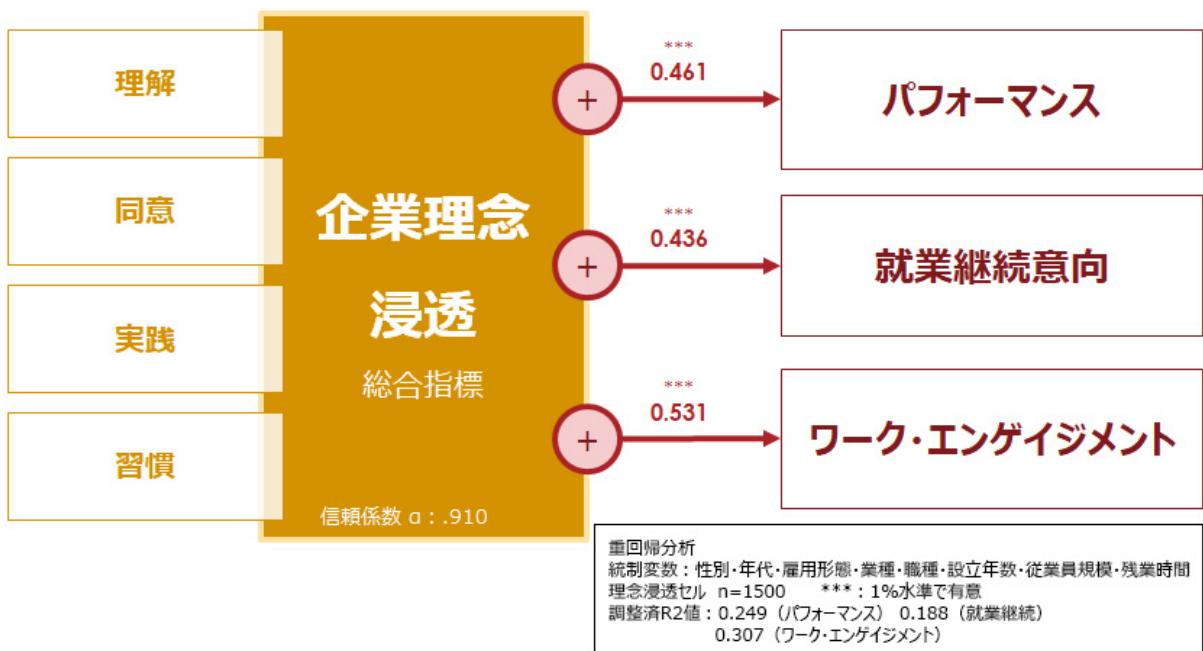 理解
同意
実践
習慣
企業理念
浸透
総合指標
信頼係数 α：.910
+
***
0.461
パフォーマンス
+
***
0.436
就業継続意向
+
***
0.531
ワーク・エンゲイジメント
重回帰分析
統制変数：性別・年代・雇用形態・業種・職種・設立年数・従業員規模・残業時間
理念浸透セル n=1500 ***：1%水準で有意
調整済R2値：0.249（パフォーマンス） 0.188（就業継続）
0.307（ワーク・エンゲイジメント）